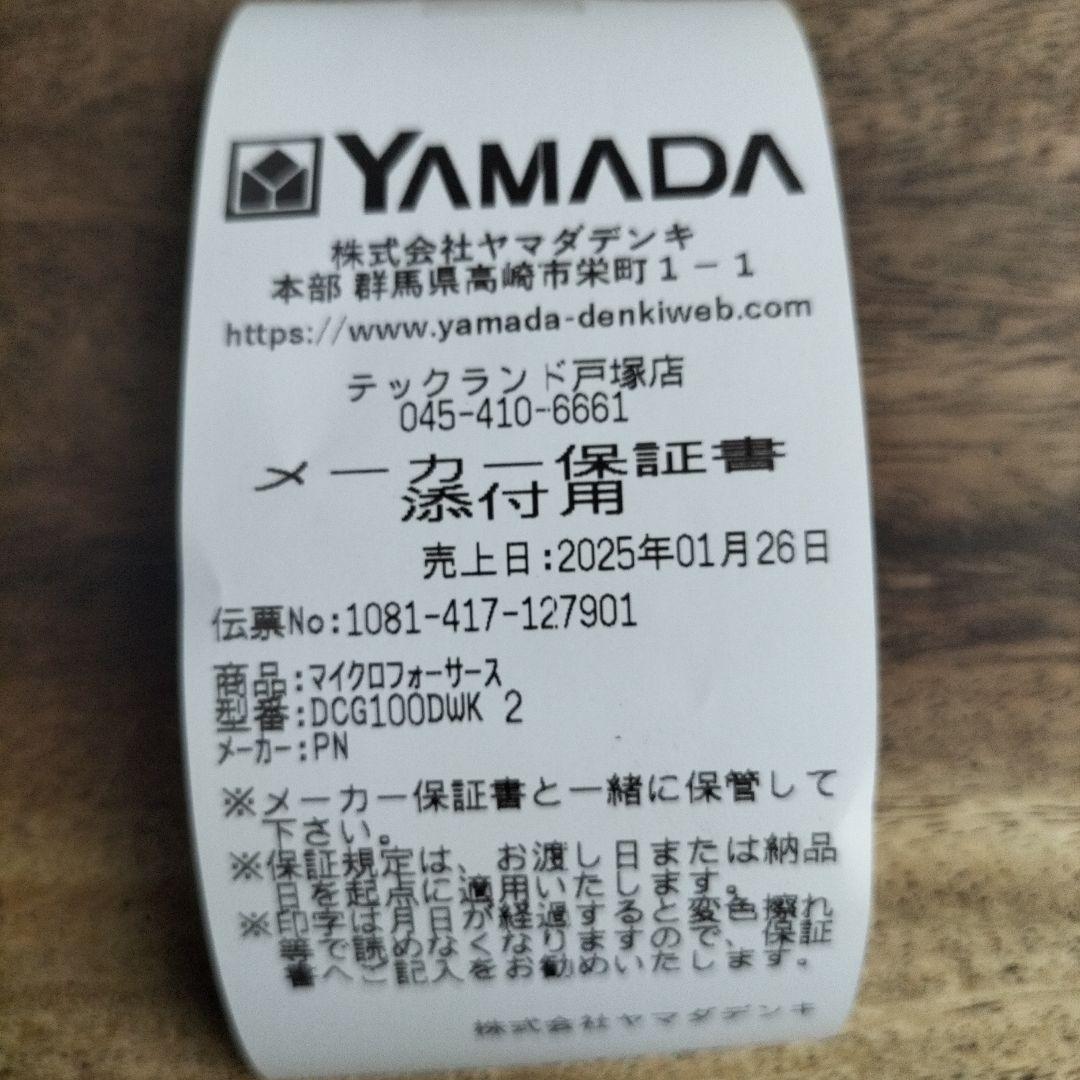 YAMADA
株式会社ヤマダデンキ
本部 群馬県高崎市栄町1-1
https://www.yamada-denkiweb.com
テックランド戸塚店
045-410-6661
メーカー保証書
添付用
売上日:2025年01月26日
伝票No:1081-417-127901
商品:マイクロフォーサース
型番:DCG100DWK 2
メーカー:PN
※メーカー保証書と一緒に保管して
下さい。
※保証規定は、お渡し日または納品
日を起点に適用いたします。
※印字は月日が経過すると変色擦れ
等で読めなくなりますので、保証
書へご記入をお勧めいたします。
株式会社ヤマダデンキ